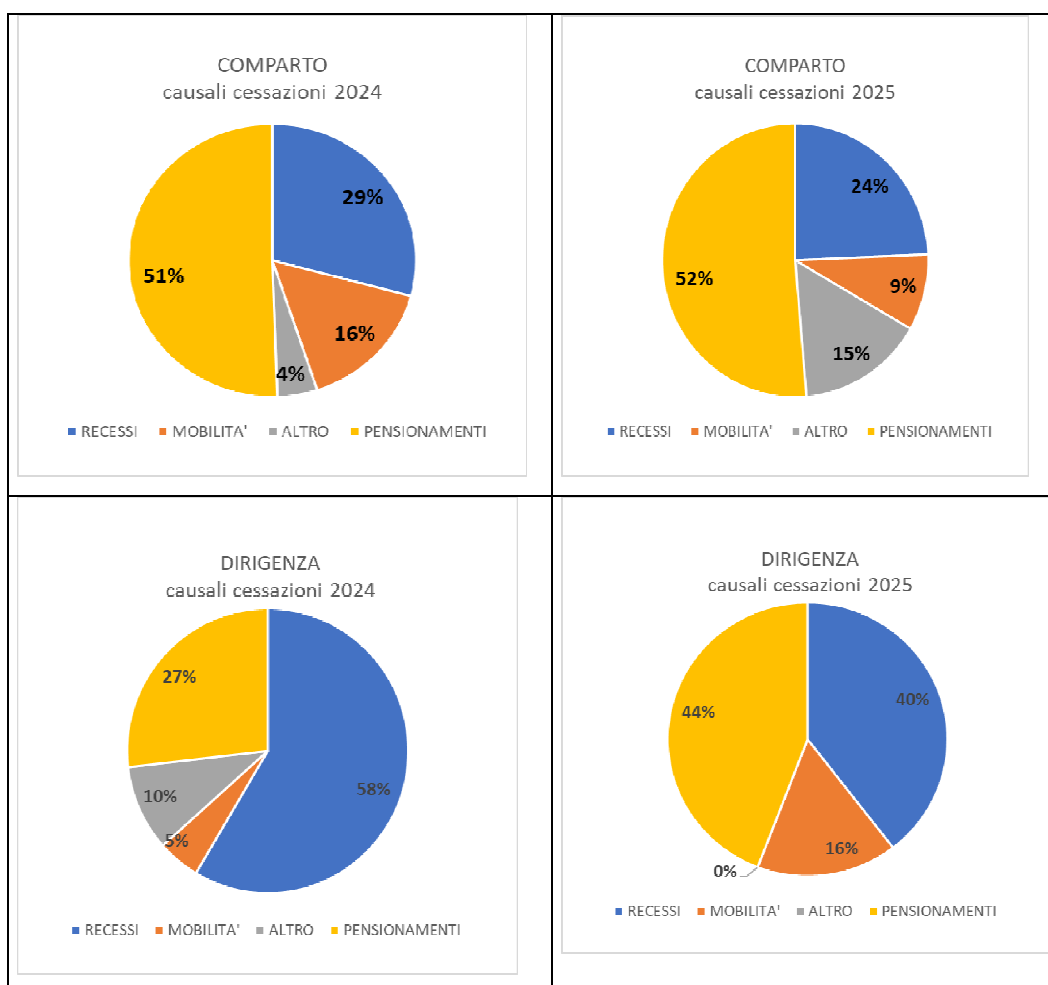 COMPARTO
causali cessazioni 2024
29%
51%
16%
4%
RECESSI MOBILITA' ALTRO PENSIONAMENTI
COMPARTO
causali cessazioni 2025
24%
52%
9%
15%
RECESSI MOBILITA' ALTRO PENSIONAMENTI
DIRIGENZA
causali cessazioni 2024
27%
58%
10%
5%
RECESSI MOBILITA' ALTRO PENSIONAMENTI
DIRIGENZA
causali cessazioni 2025
40%
44%
16%
0%
RECESSI MOBILITA' ALTRO PENSIONAMENTI